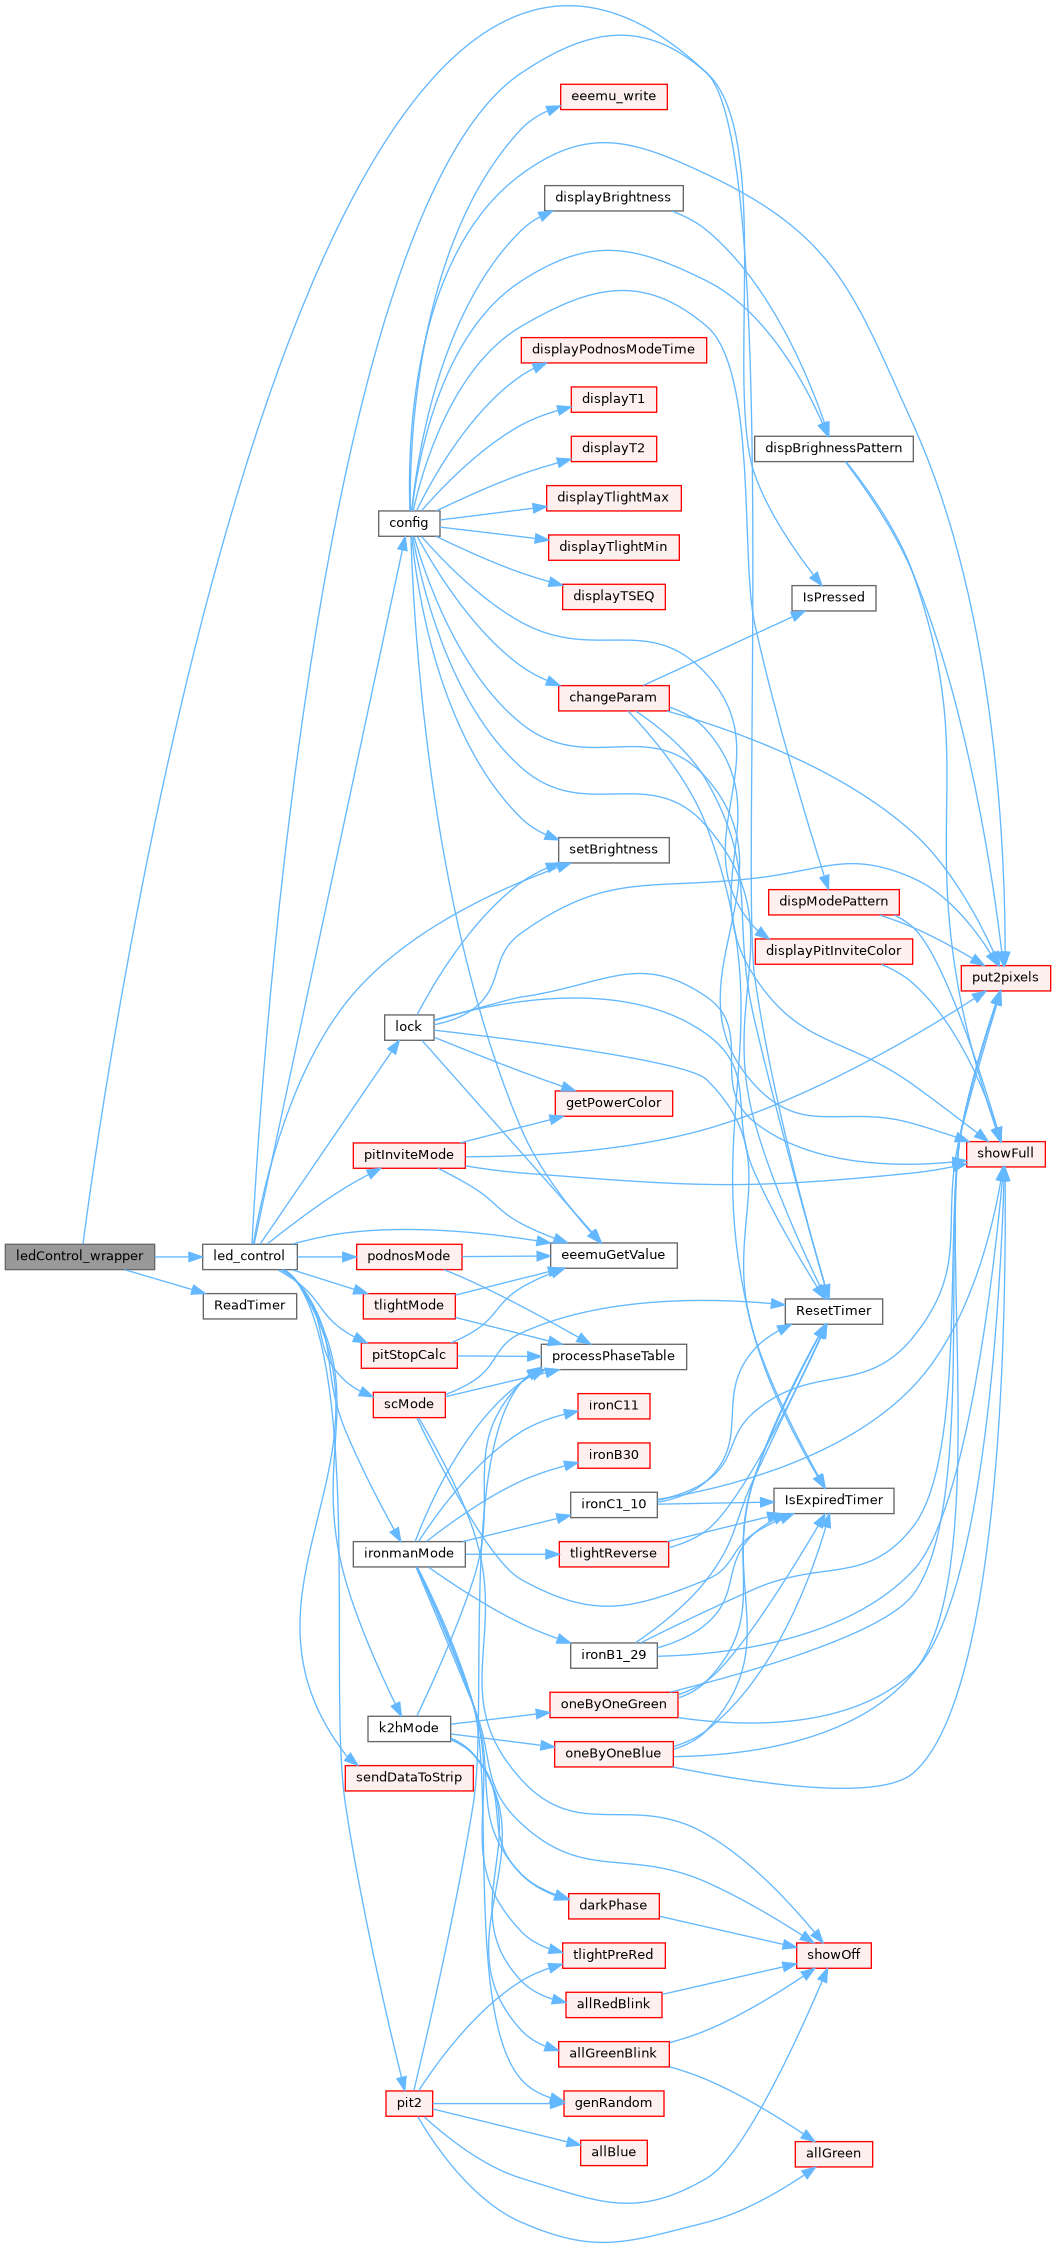 eeemu_write
displayBrightness
displayPodnosModeTime
displayT1
displayT2
dispBrighnessPattern
displayTlightMax
config
displayTlightMin
displayTSEQ
IsPressed
changeParam
setBrightness
dispModePattern
displayPitInviteColor
put2pixels
lock
getPowerColor
pitInviteMode
showFull
ledControl_wrapper
led_control
podnosMode
eeemuGetValue
ReadTimer
tlightMode
ResetTimer
pitStopCalc
processPhaseTable
scMode
ironC11
ironB30
ironC1_10
IsExpiredTimer
ironmanMode
tlightReverse
ironB1_29
oneByOneGreen
k2hMode
oneByOneBlue
sendDataToStrip
darkPhase
tlightPreRed
showOff
allRedBlink
allGreenBlink
pit2
genRandom
allBlue
allGreen